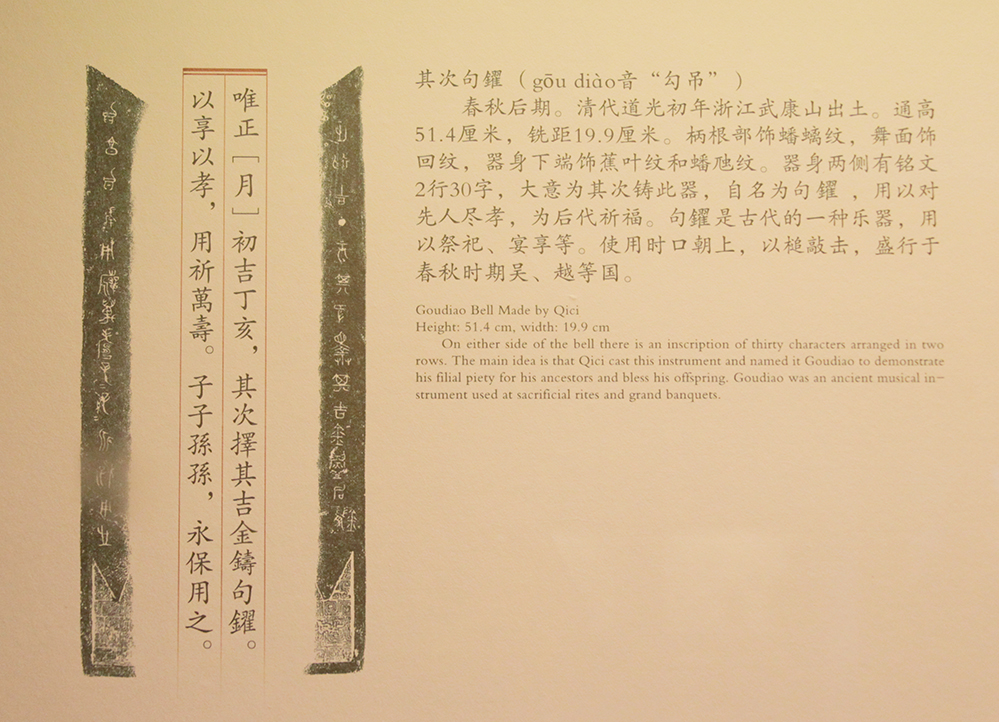 唯正［月］初吉丁亥，其次擇其吉金鑄句鑃。
以享以孝，用祈萬壽。子子孫孫，永保用之。
其次句鑃（gōu diào音“勾吊”）
春秋后期。清代道光初年浙江武康山出土。通高
51.4厘米，铣距19.9厘米。柄根部饰蟠螭纹，舞面饰
回纹，器身下端饰蕉叶纹和蟠虺纹。器身两侧有铭文
2行30字，大意为其次铸此器，自名为句鑃，用以对
先人尽孝，为后代祈福。句鑃是古代的一种乐器，用
以祭祀、宴享等。使用时口朝上，以槌敲击，盛行于
春秋时期吴、越等国。
Goudiao Bell Made by Qici
Height: 51.4 cm, width: 19.9 cm
On either side of the bell there is an inscription of thirty characters arranged in two
rows. The main idea is that Qici cast this instrument and named it Goudiao to demonstrate
his filial piety for his ancestors and bless his offspring. Goudiao was an ancient musical in-
strument used at sacrificial rites and grand banquets.